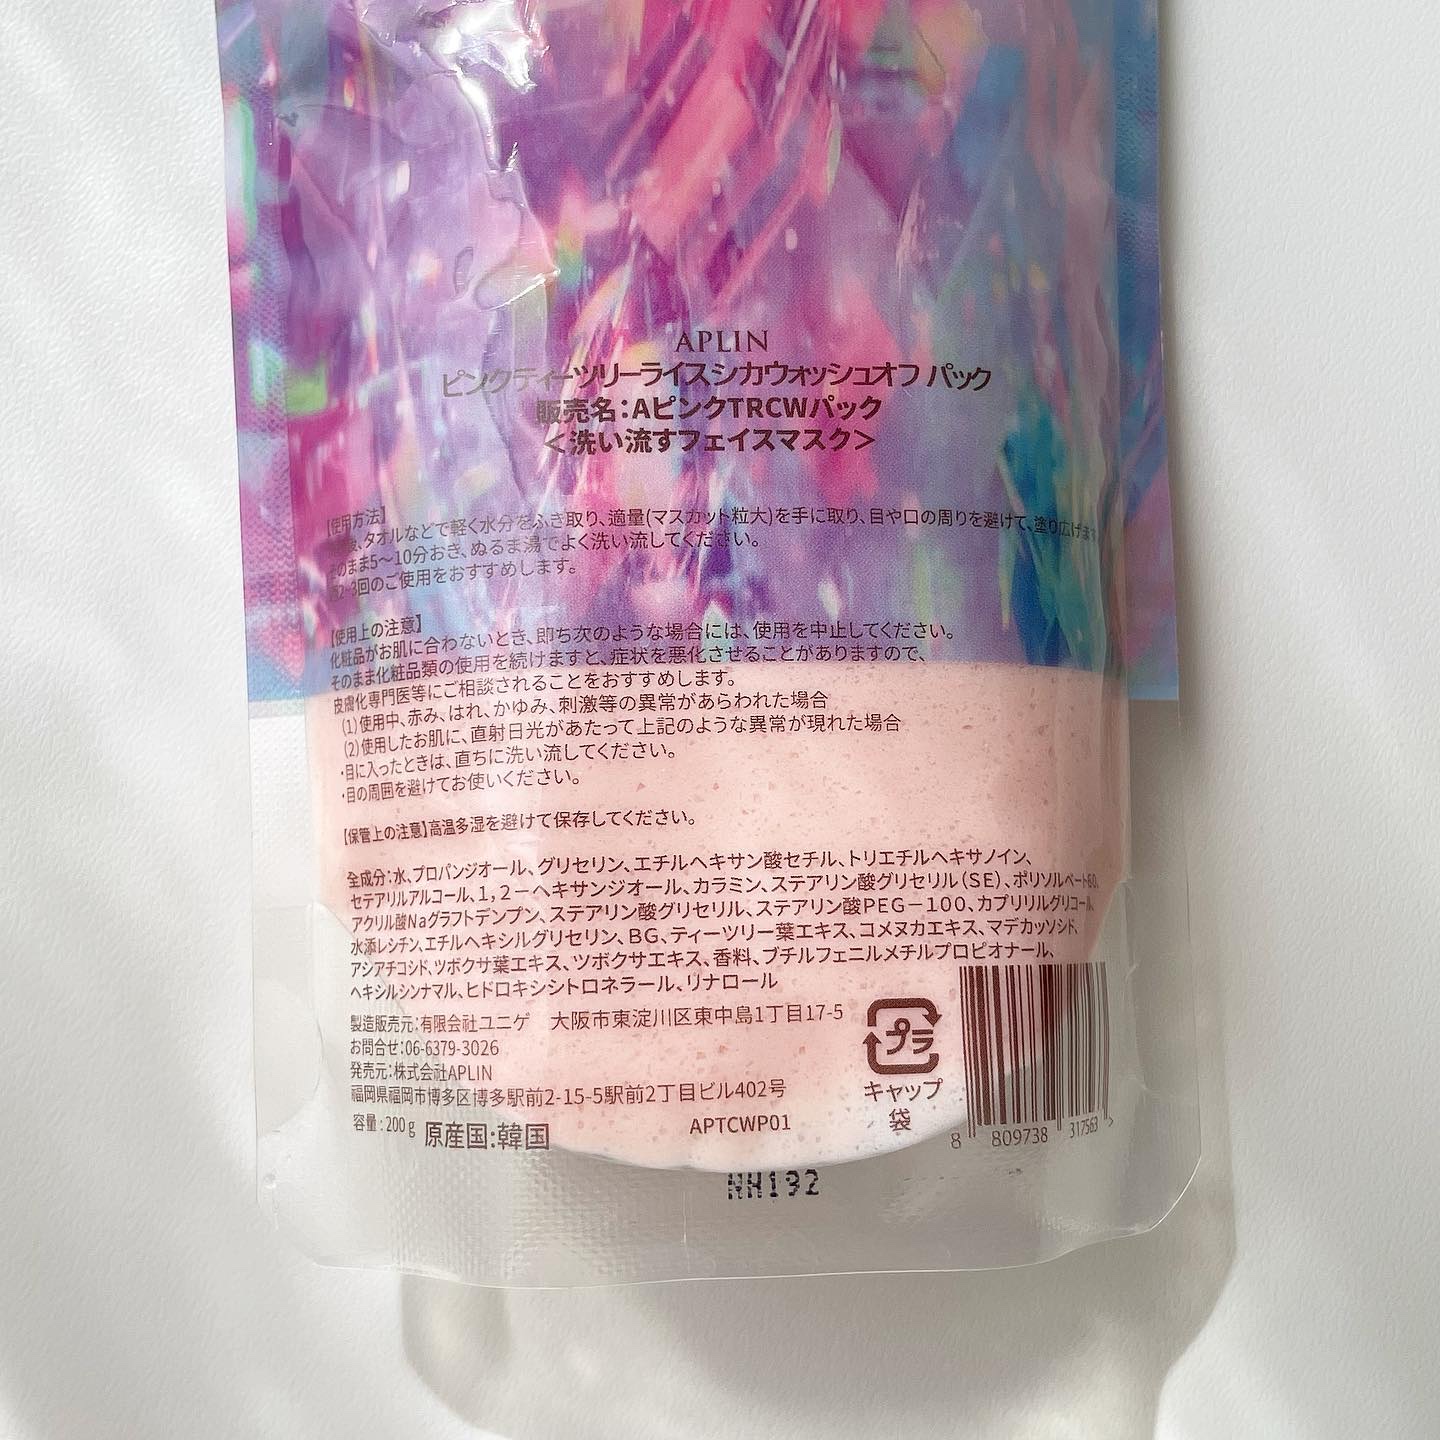 APLIN
ピンクティーツリーライスシカウォッシュオフ パック
販売名：AピンクTRCWパック
＜洗い流すフェイスマスク＞
【使用方法】
、タオルなどで軽く水分をふき取り、適量(マスカット粒大)を手に取り、目や口の周りを避けて、塗り広げます
そのまま5～10分おき、ぬるま湯でよく洗い流してください。
2-3回のご使用をおすすめします。
【使用上の注意】
化粧品がお肌に合わないとき、即ち次のような場合には、使用を中止してください。
そのまま化粧品類の使用を続けますと、症状を悪化させることがありますので、
皮膚化専門医等にご相談されることをおすすめします。
(1)使用中、赤み、はれ、かゆみ、刺激等の異常があらわれた場合
(2)使用したお肌に、直射日光があたって上記のような異常が現れた場合
・目に入ったときは、直ちに洗い流してください。
・目の周囲を避けてお使いください。
【保管上の注意】高温多湿を避けて保存してください。
全成分：水、プロパンジオール、グリセリン、エチルヘキサン酸セチル、トリエチルヘキサノイン、
セテアリルアルコール、1，2－ヘキサンジオール、カラミン、ステアリン酸グリセリル（SE）、ポリソルベート60、
アクリル酸Naグラフトデンプン、ステアリン酸グリセリル、ステアリン酸PEG－100、カプリリルグリコール、
水添レシチン、エチルヘキシルグリセリン、BG、ティーツリー葉エキス、コメヌカエキス、マデカッソシド、
アシアチコシド、ツボクサ葉エキス、ツボクサエキス、香料、ブチルフェニルメチルプロピオナール、
ヘキシルシンナマル、ヒドロキシシトロネラール、リナロール
製造販売元：有限会社ユニゲ　大阪市東淀川区東中島1丁目17-5
お問合せ：06-6379-3026
発売元：株式会社APLIN
福岡県福岡市博多区博多駅前2-15-5駅前2丁目ビル402号
容量：200g 原産国：韓国
APTCWP01
プラ
キャップ
袋
8 809738 317563 >
HH192